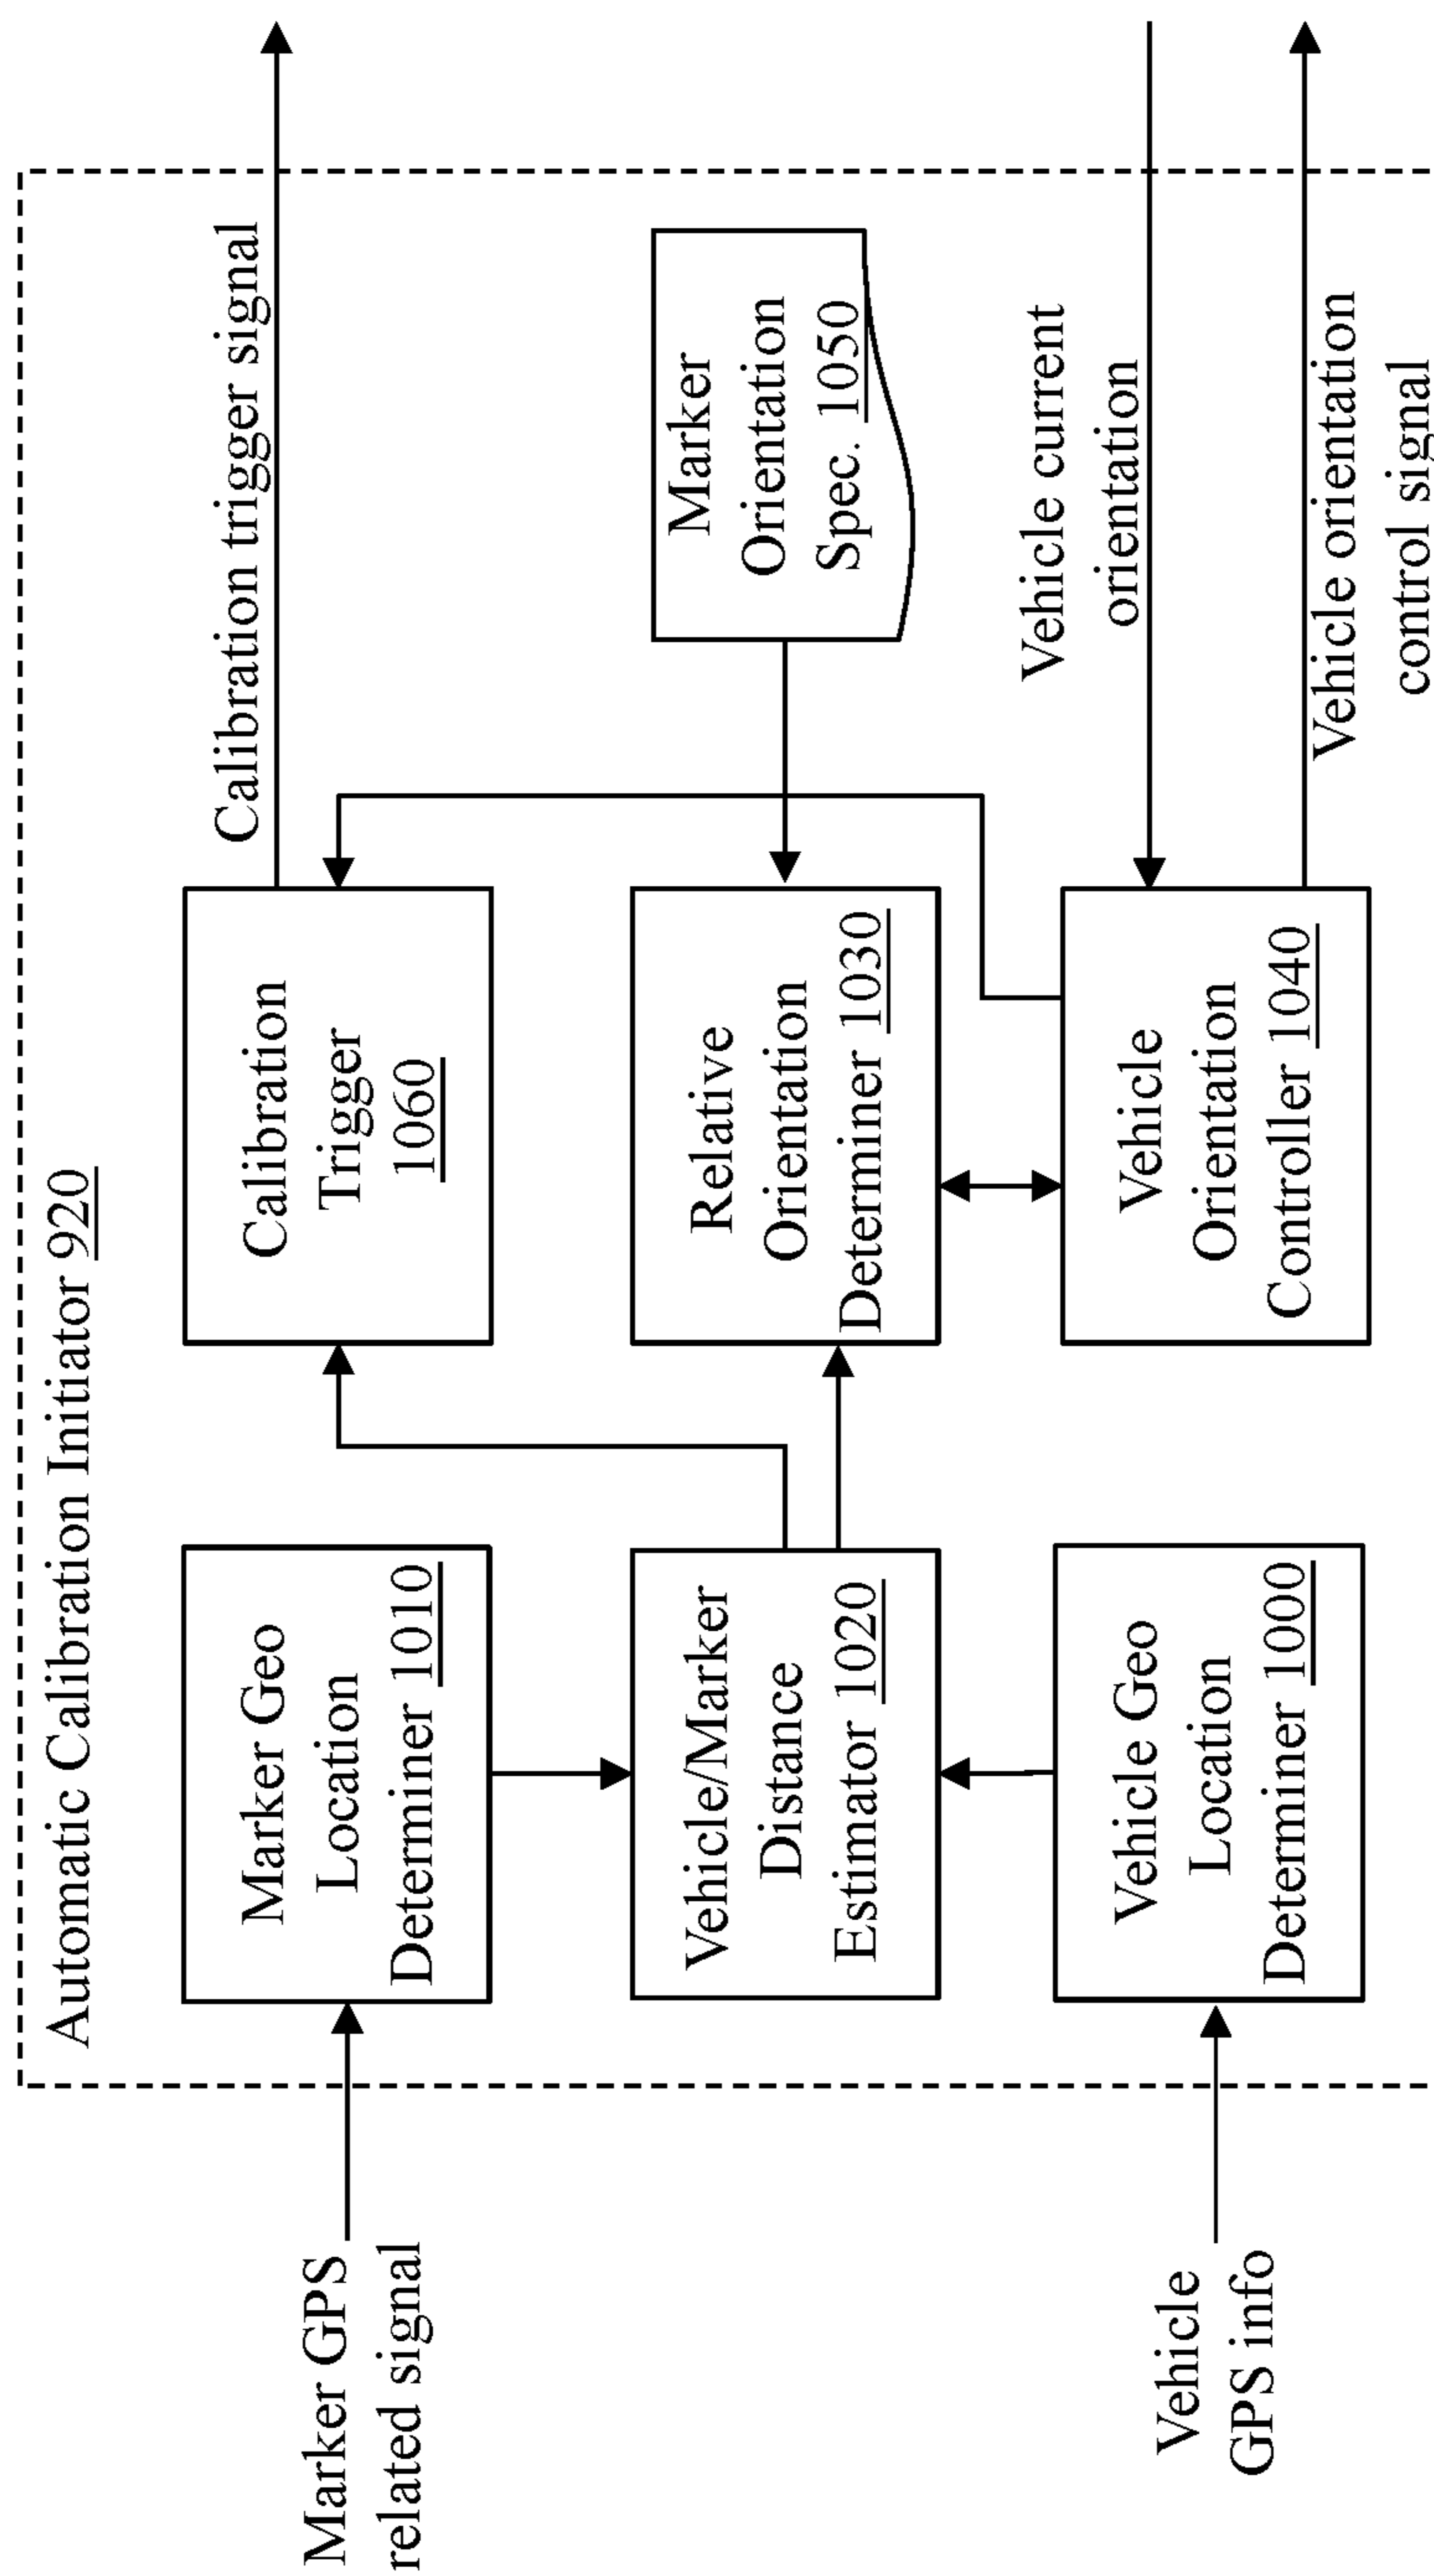 Automatic Calibration Initiator 920
Marker GPS
related signal
Marker Geo
Location
Determiner 1010
Calibration
Trigger
1060
Calibration trigger signal
Vehicle/Marker
Distance
Estimator 1020
Relative
Orientation
Determiner 1030
Marker
Orientation
Spec. 1050
Vehicle
GPS info
Vehicle Geo
Location
Determiner 1000
Vehicle
Orientation
Controller 1040
Vehicle current
orientation
Vehicle orientation
control signal